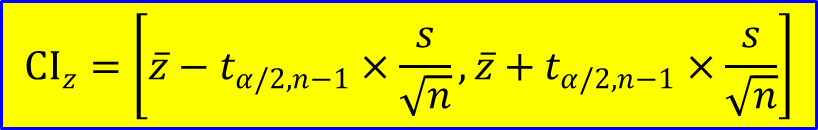 CI_z = [z̄ − t_{α/2,n−1} × s/√n, z̄ + t_{α/2,n−1} × s/√n]